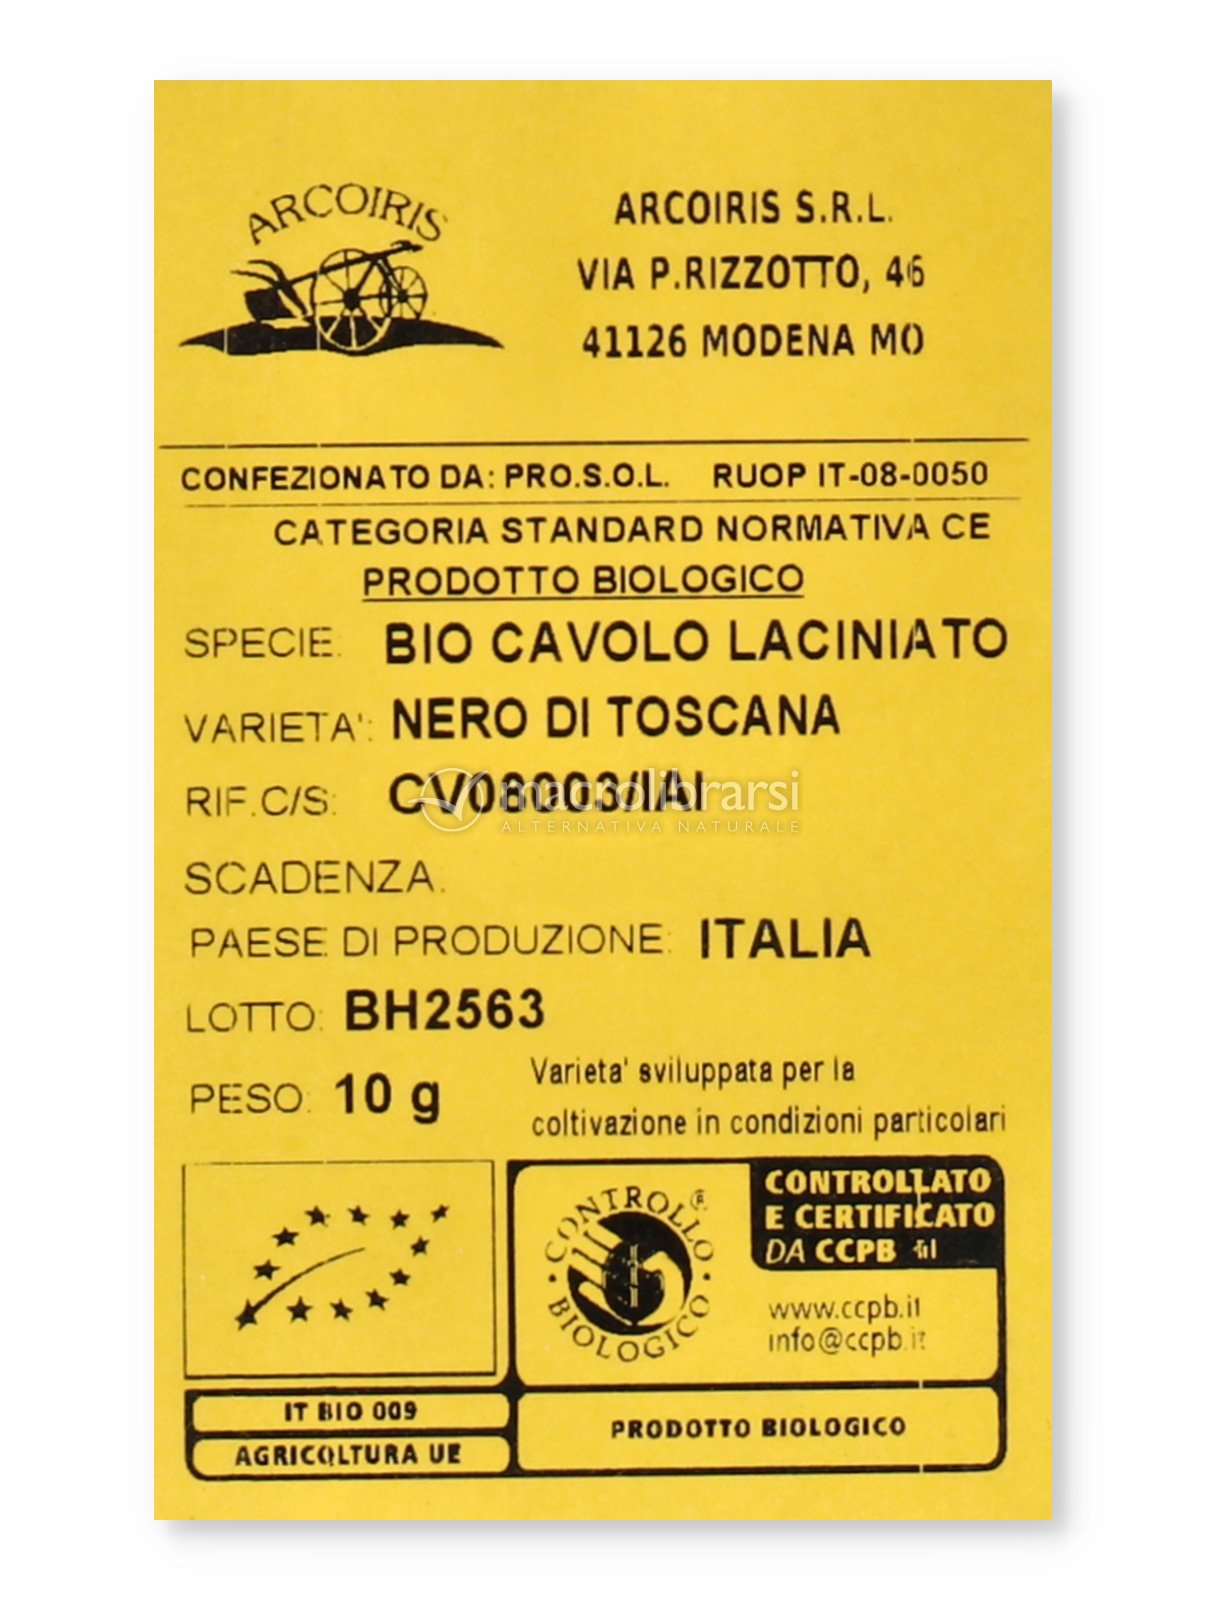 ARCOIRIS
ARCOIRIS S.R.L.
VIA P.RIZZOTTO, 46
41126 MODENA MO
CONFEZIONATO DA: PRO.S.O.L. RUOP IT-08-0050
CATEGORIA STANDARD NORMATIVA CE
PRODOTTO BIOLOGICO
SPECIE: BIO CAVOLO LACINIATO
VARIETA': NERO DI TOSCANA
RIF.C/S:
macrolibrarsi
ALTERNATIVA NATURALE
SCADENZA.
PAESE DI PRODUZIONE: ITALIA
LOTTO: BH2563
PESO: 10 g
Varieta' sviluppata per la
coltivazione in condizioni particolari
CONTROLLO BIOLOGICO ®
CONTROLLATO
E CERTIFICATO
DA CCPB
www.ccpb.it
info@ccpb.it
IT BIO 009
AGRICOLTURA UE
PRODOTTO BIOLOGICO